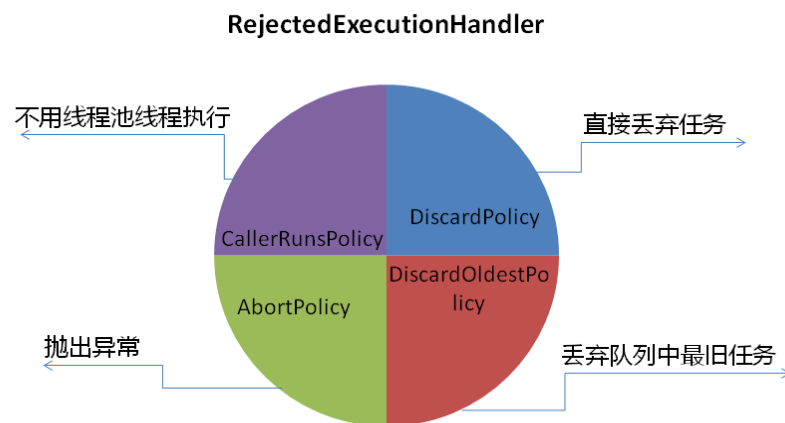 RejectedExecutionHandler
不用线程池线程执行
直接丢弃任务
DiscardPolicy
CallerRunsPolicy
DiscardOldestPo
licy
AbortPolicy
抛出异常
丢弃队列中最旧任务